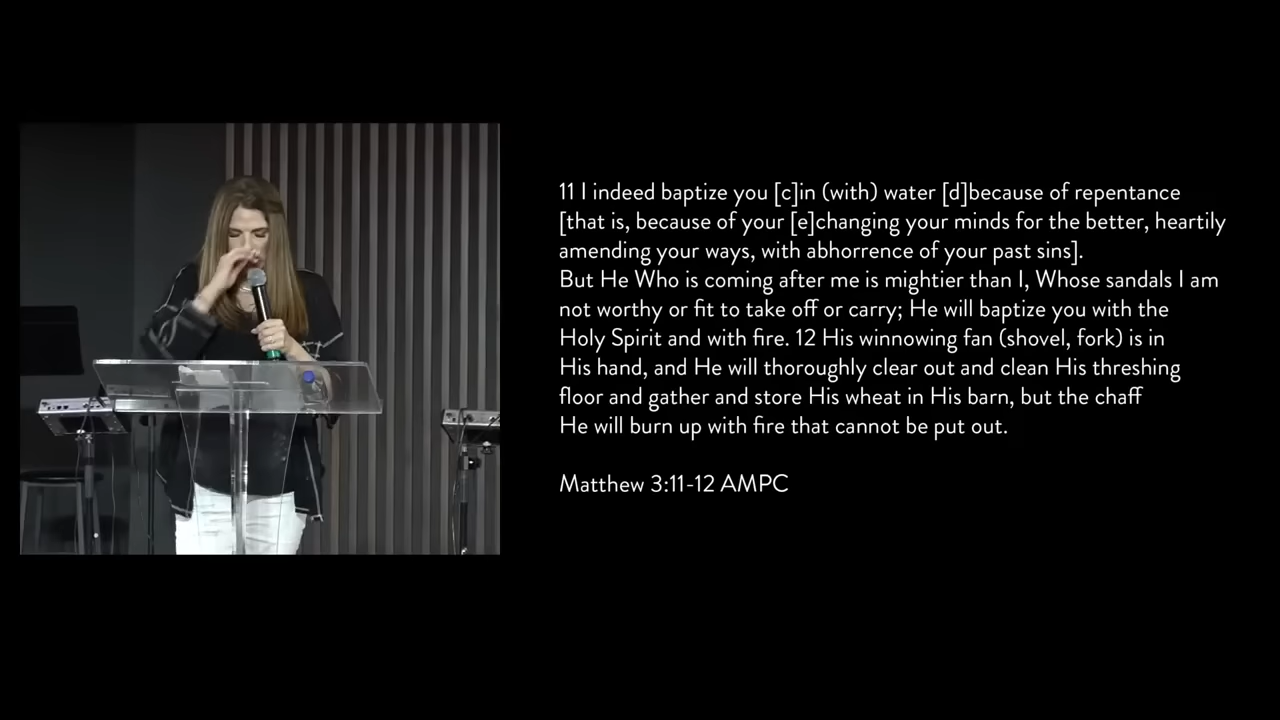 11 I indeed baptize you [c]in (with) water [d]because of repentance
[that is, because of your [e]changing your minds for the better, heartily
amending your ways, with abhorrence of your past sins].
But He Who is coming after me is mightier than I, Whose sandals I am
not worthy or fit to take off or carry; He will baptize you with the
Holy Spirit and with fire. 12 His winnowing fan (shovel, fork) is in
His hand, and He will thoroughly clear out and clean His threshing
floor and gather and store His wheat in His barn, but the chaff
He will burn up with fire that cannot be put out.
Matthew 3:11-12 AMPC